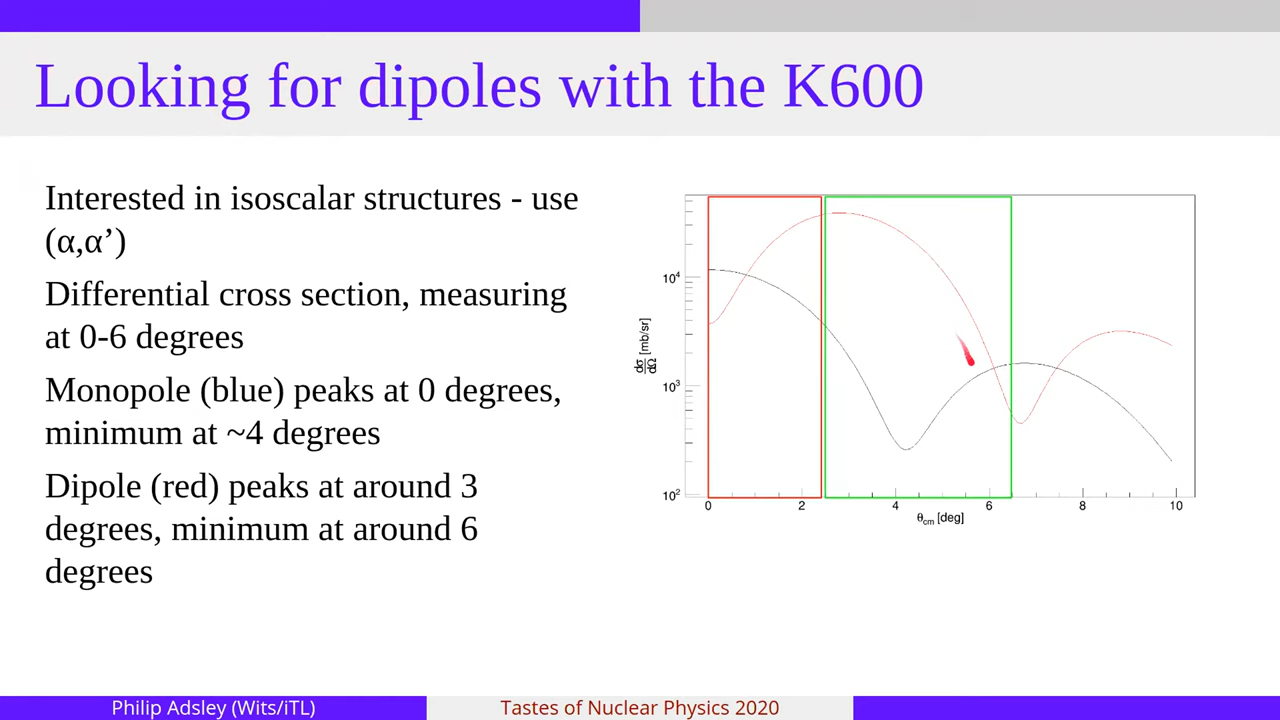 Looking for dipoles with the K600
Interested in isoscalar structures - use
(α,α’)
Differential cross section, measuring
at 0-6 degrees
Monopole (blue) peaks at 0 degrees,
minimum at ~4 degrees
Dipole (red) peaks at around 3
degrees, minimum at around 6
degrees
dσ/dΩ [mb/sr]
10⁴
10³
10²
0 2 4 6 8 10
θcm [deg]
Philip Adsley (Wits/iTL)
Tastes of Nuclear Physics 2020